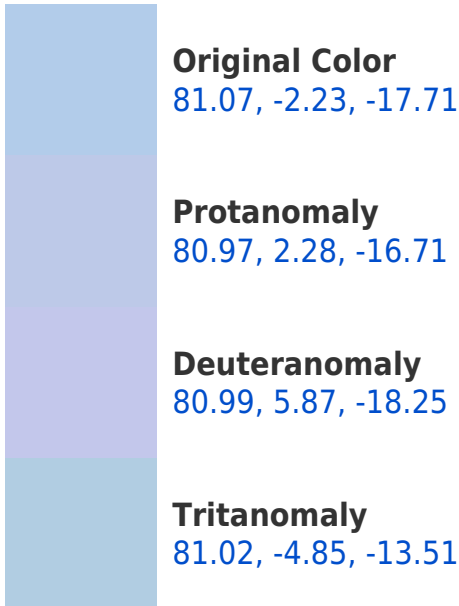 Original Color
81.07, -2.23, -17.71
Protanomaly
80.97, 2.28, -16.71
Deuteranomaly
80.99, 5.87, -18.25
Tritanomaly
81.02, -4.85, -13.51